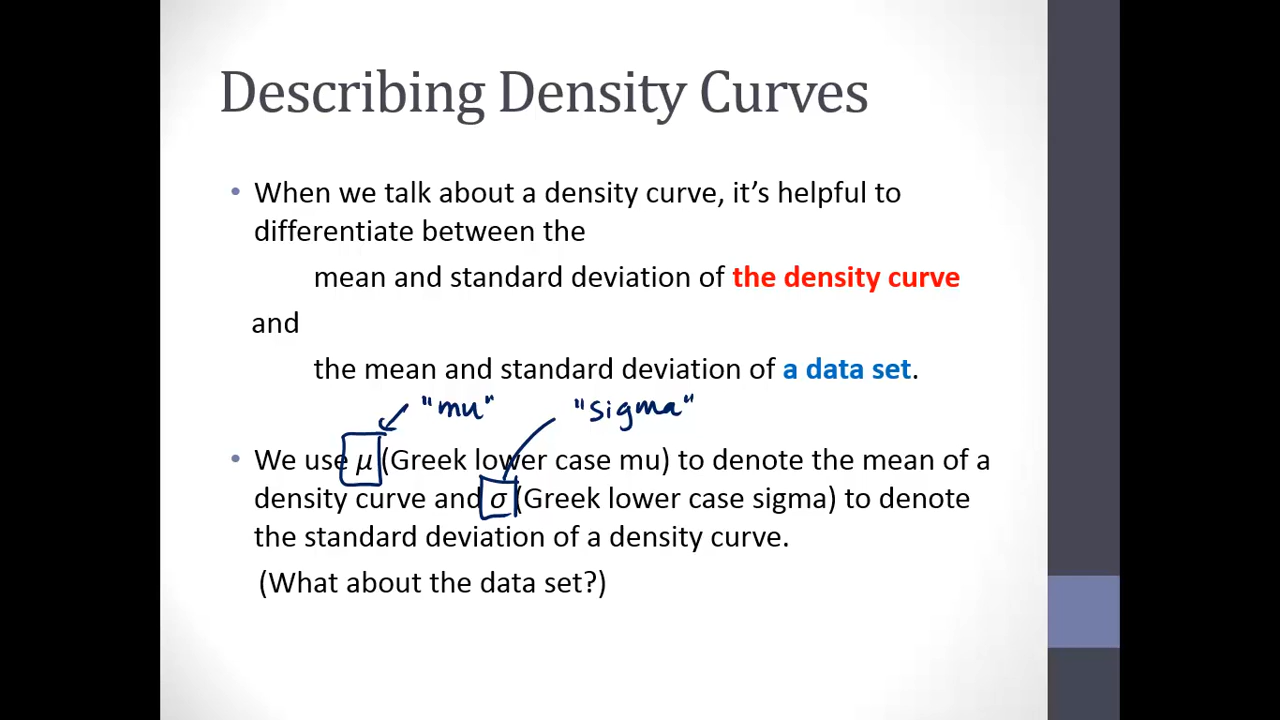 Describing Density Curves
• When we talk about a density curve, it’s helpful to
differentiate between the
mean and standard deviation of the density curve
and
the mean and standard deviation of a data set.
"mu" "sigma"
• We use μ (Greek lower case mu) to denote the mean of a
density curve and σ (Greek lower case sigma) to denote
the standard deviation of a density curve.
(What about the data set?)